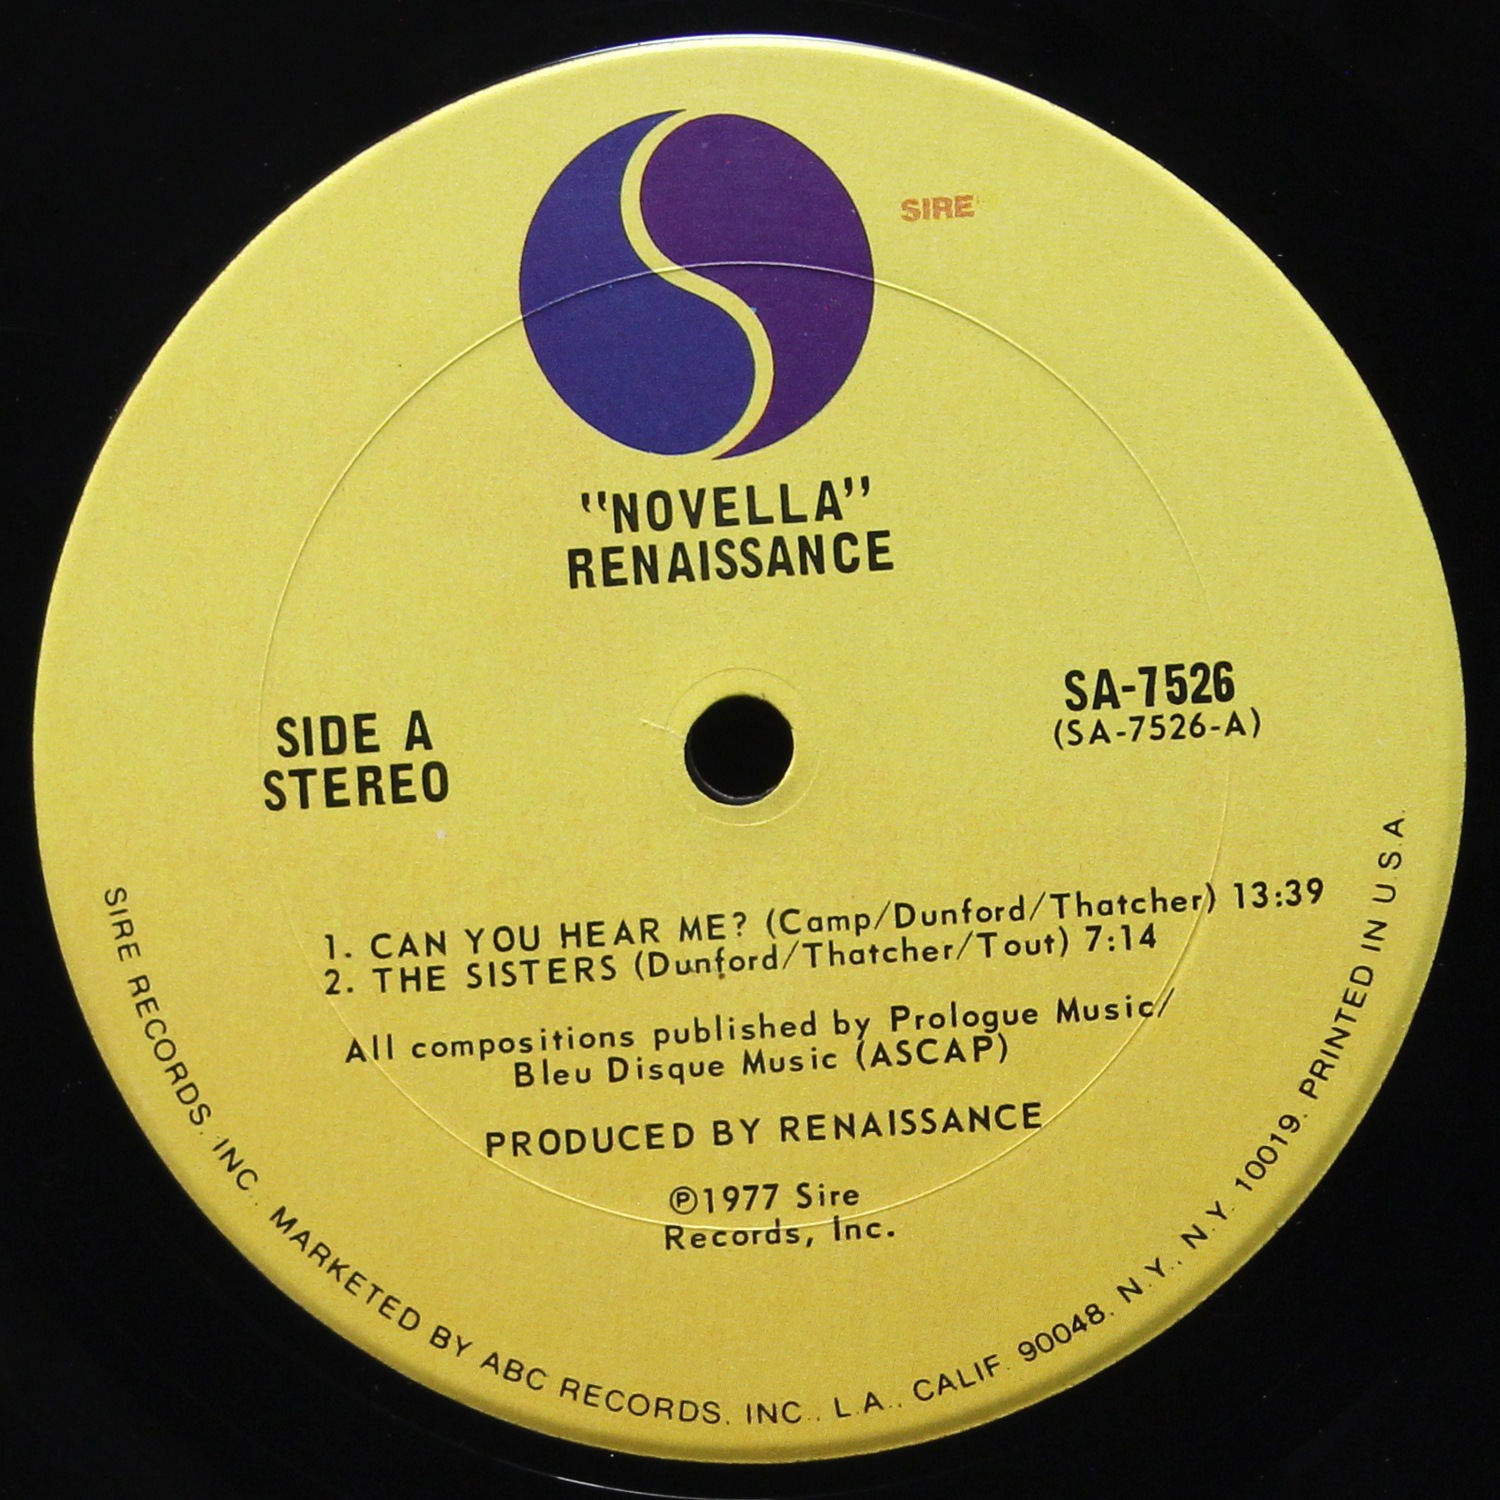 SIRE
"NOVELLA"
RENAISSANCE
SIDE A
STEREO
SA-7526
(SA-7526-A)
1. CAN YOU HEAR ME? (Camp/Dunford/Thatcher) 13:39
2. THE SISTERS (Dunford/Thatcher/Tout) 7:14
All compositions published by Prologue Music/
Bleu Disque Music (ASCAP)
PRODUCED BY RENAISSANCE
℗1977 Sire
Records, Inc.
SIRE RECORDS, INC., MARKETED BY ABC RECORDS, INC., L.A., CALIF. 90048. N.Y., N.Y. 10019. PRINTED IN U.S.A.